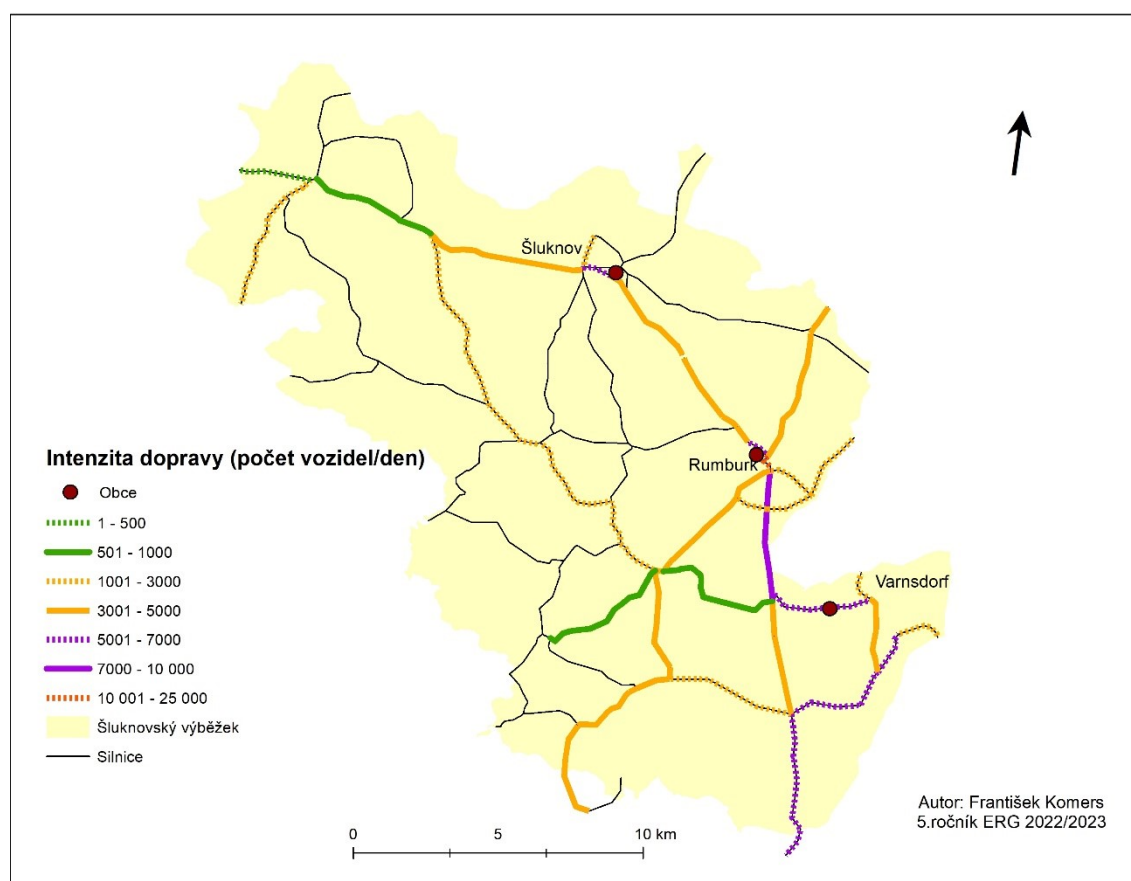 Šluknov
Rumburk
Varnsdorf
Intenzita dopravy (počet vozidel/den)
Obce
1 - 500
501 - 1000
1001 - 3000
3001 - 5000
5001 - 7000
7000 - 10 000
10 001 - 25 000
Šluknovský výběžek
Silnice
0 5 10 km
Autor: František Komers
5.ročník ERG 2022/2023